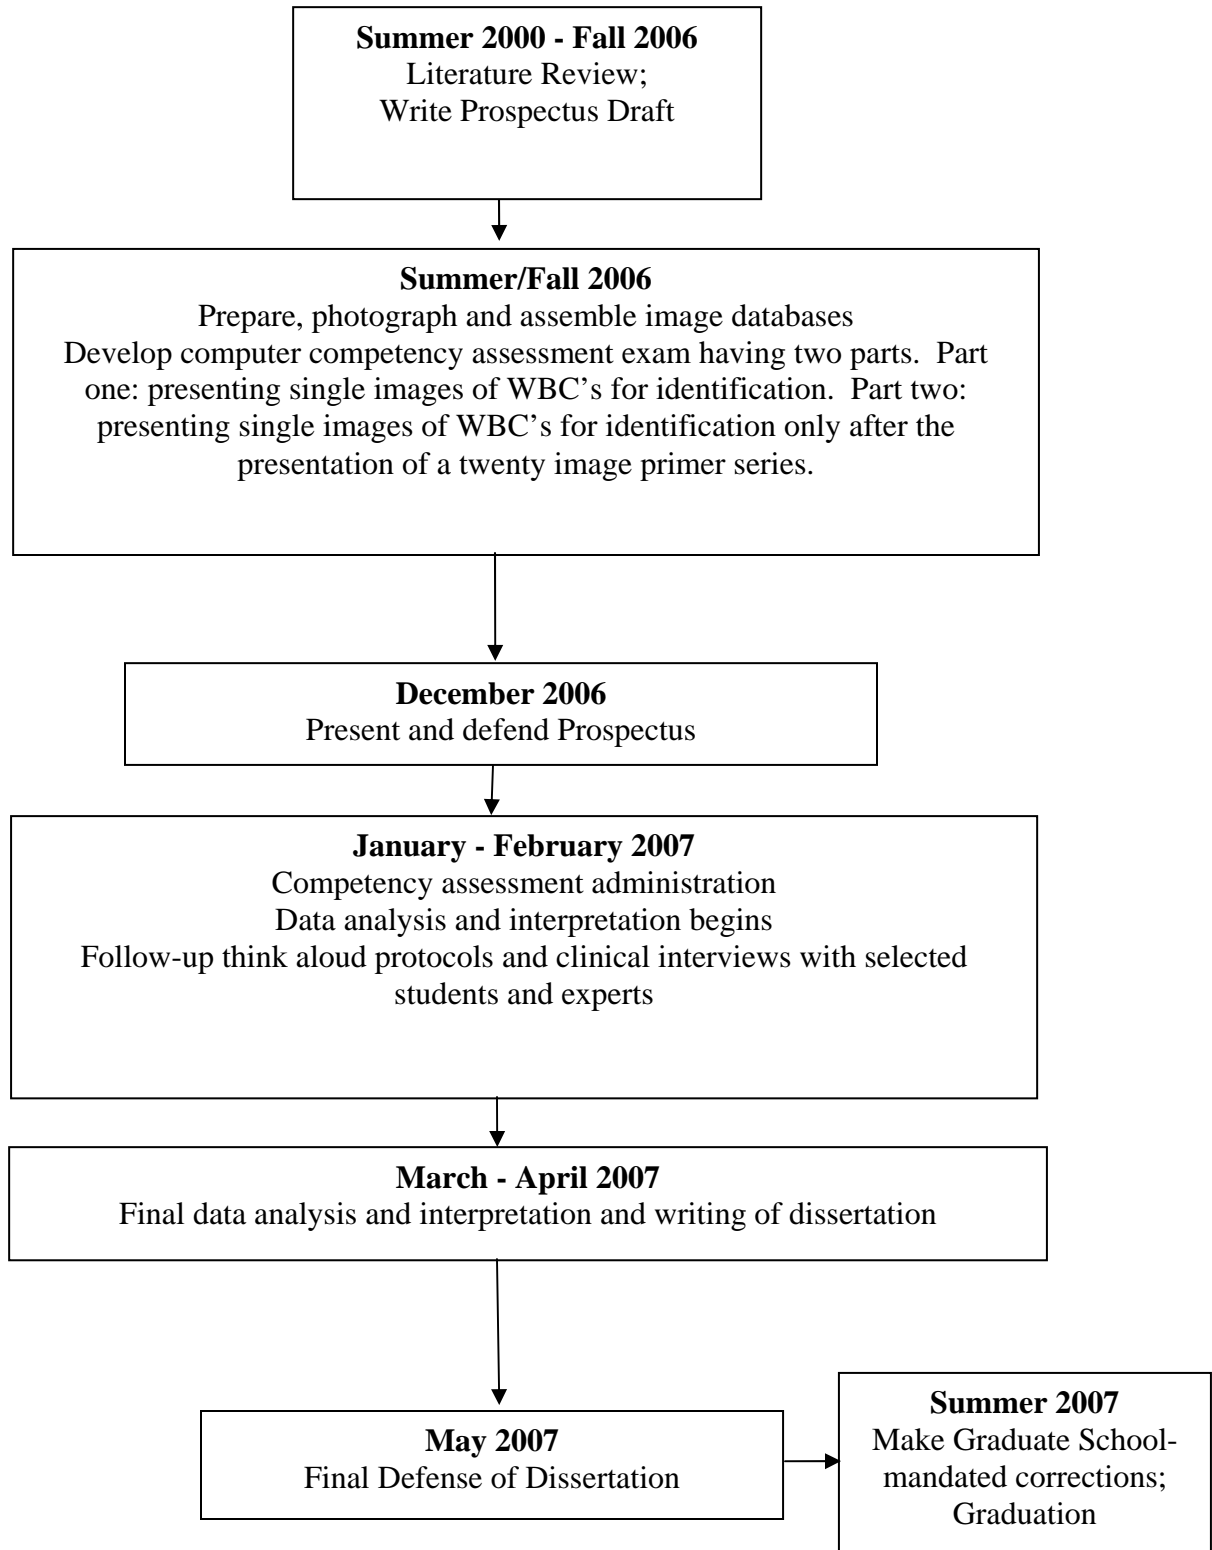 Summer 2000 - Fall 2006
Literature Review;
Write Prospectus Draft
Summer/Fall 2006
Prepare, photograph and assemble image databases
Develop computer competency assessment exam having two parts.  Part
one: presenting single images of WBC’s for identification.  Part two:
presenting single images of WBC’s for identification only after the
presentation of a twenty image primer series.
December 2006
Present and defend Prospectus
January - February 2007
Competency assessment administration
Data analysis and interpretation begins
Follow-up think aloud protocols and clinical interviews with selected
students and experts
March - April 2007
Final data analysis and interpretation and writing of dissertation
May 2007
Final Defense of Dissertation
Summer 2007
Make Graduate School-
mandated corrections;
Graduation